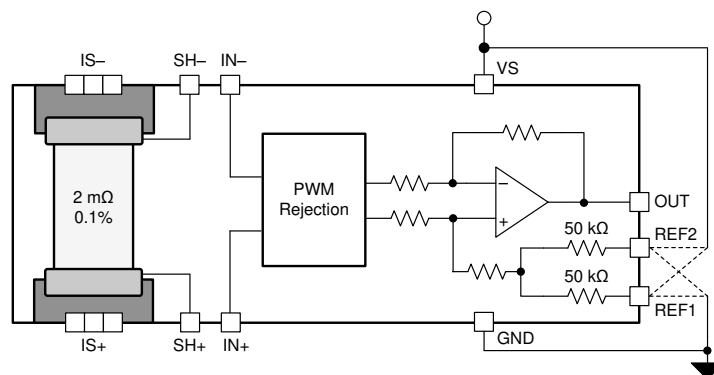 IS– SH– IN–
VS
2 mΩ
0.1%
PWM
Rejection
–
+
OUT
50 kΩ
REF2
50 kΩ
REF1
GND
IS+ SH+ IN+